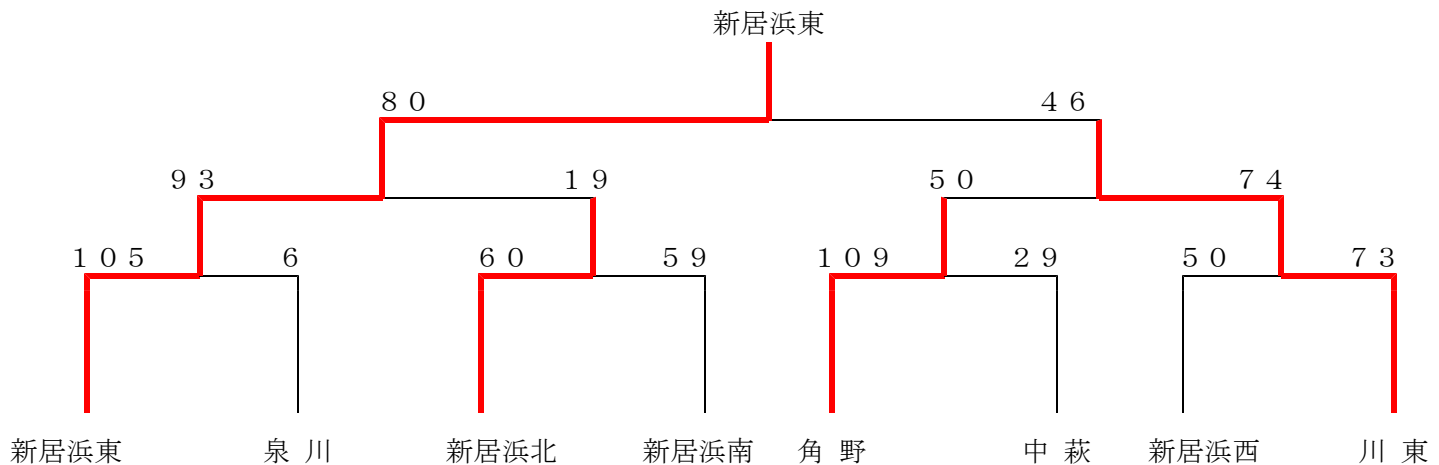 新居浜東
８０ ４６
９３ １９ ５０ ７４
１０５ ６ ６０ ５９ １０９ ２９ ５０ ７３
新居浜東 泉 川 新居浜北 新居浜南 角 野 中 萩 新居浜西 川 東